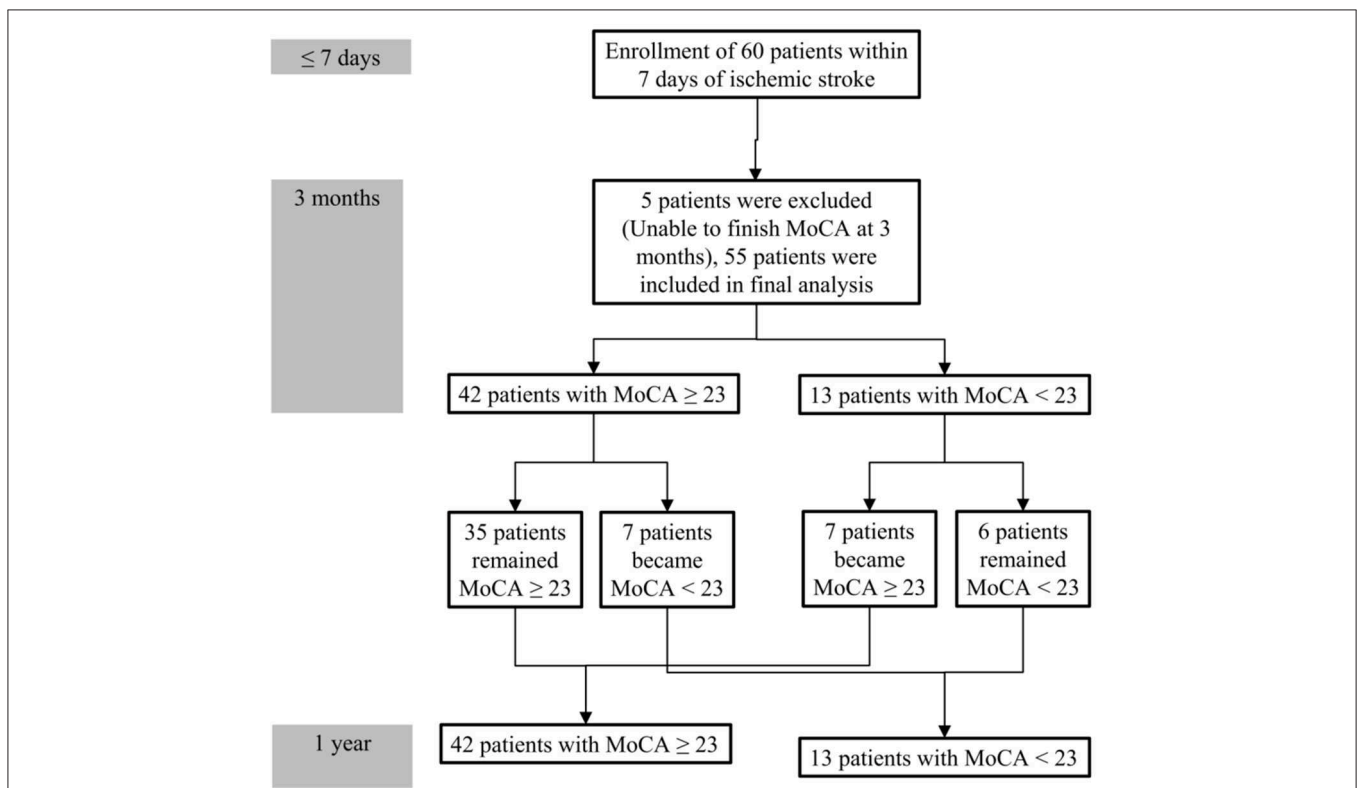 ≤ 7 days
Enrollment of 60 patients within
7 days of ischemic stroke
3 months
5 patients were excluded
(Unable to finish MoCA at 3
months), 55 patients were
included in final analysis
42 patients with MoCA ≥ 23
13 patients with MoCA < 23
35 patients
remained
MoCA ≥ 23
7 patients
became
MoCA < 23
7 patients
became
MoCA ≥ 23
6 patients
remained
MoCA < 23
1 year
42 patients with MoCA ≥ 23
13 patients with MoCA < 23